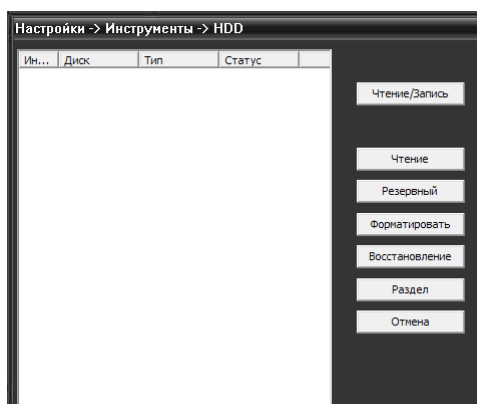 Настройки -> Инструменты -> HDD
Ин... Диск Тип Статус
Чтение/Запись
Чтение
Резервный
Форматировать
Восстановление
Раздел
Отмена